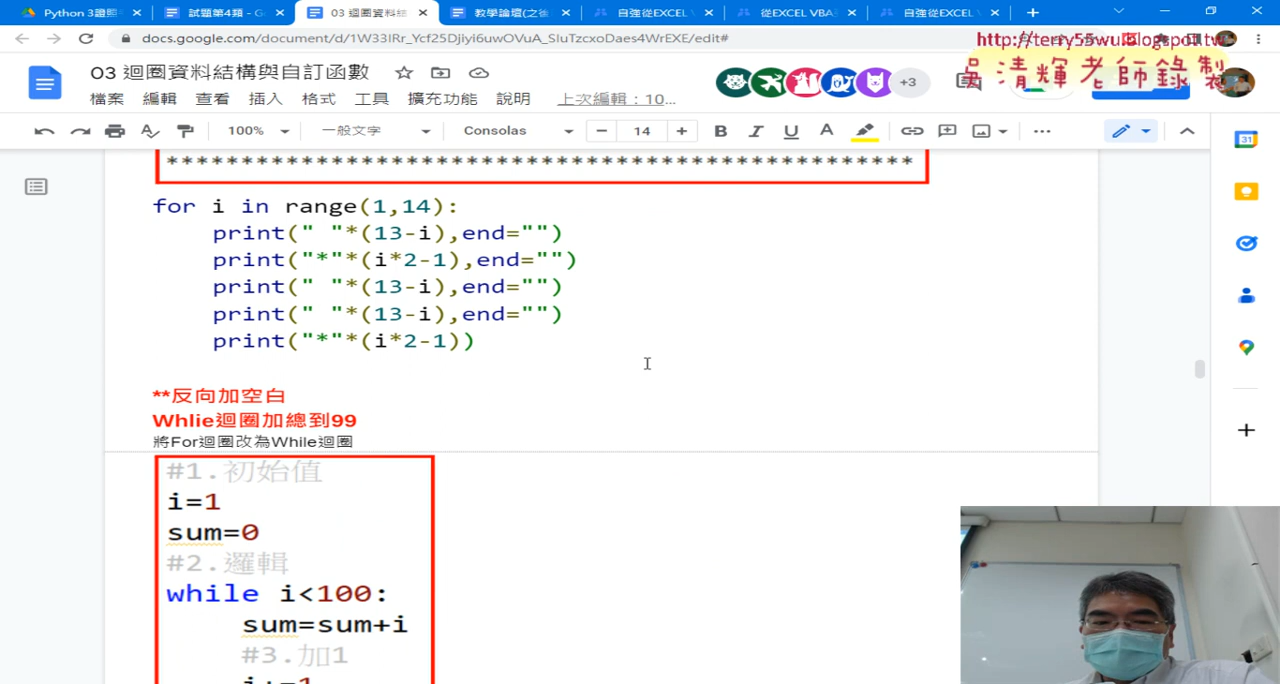 Python 3證照
試題第4類 - G
03 迴圈資料結
教學論壇(之後
自強從EXCEL V
從EXCEL VBA
自強從EXCEL
docs.google.com/document/d/1W33IRr_Ycf25Djiyi6uwOVuA_SIuTzcxoDaes4WrEXE/edit#
http://terry55wu.blogspot.tw
吳清輝老師錄製
03 迴圈資料結構與自訂函數
+3
檔案 編輯 查看 插入 格式 工具 擴充功能 說明 上次編輯：10...
100% 一般文字 Consolas 14 B I U A
31
**************************************************
for i in range(1,14):
print(" "*(13-i),end="")
print("*"*(i*2-1),end="")
print(" "*(13-i),end="")
print(" "*(13-i),end="")
print("*"*(i*2-1))
**反向加空白
Whlie迴圈加總到99
將For迴圈改為While迴圈
#1.初始值
i=1
sum=0
#2.邏輯
while i<100:
sum=sum+i
#3.加1
i+=1